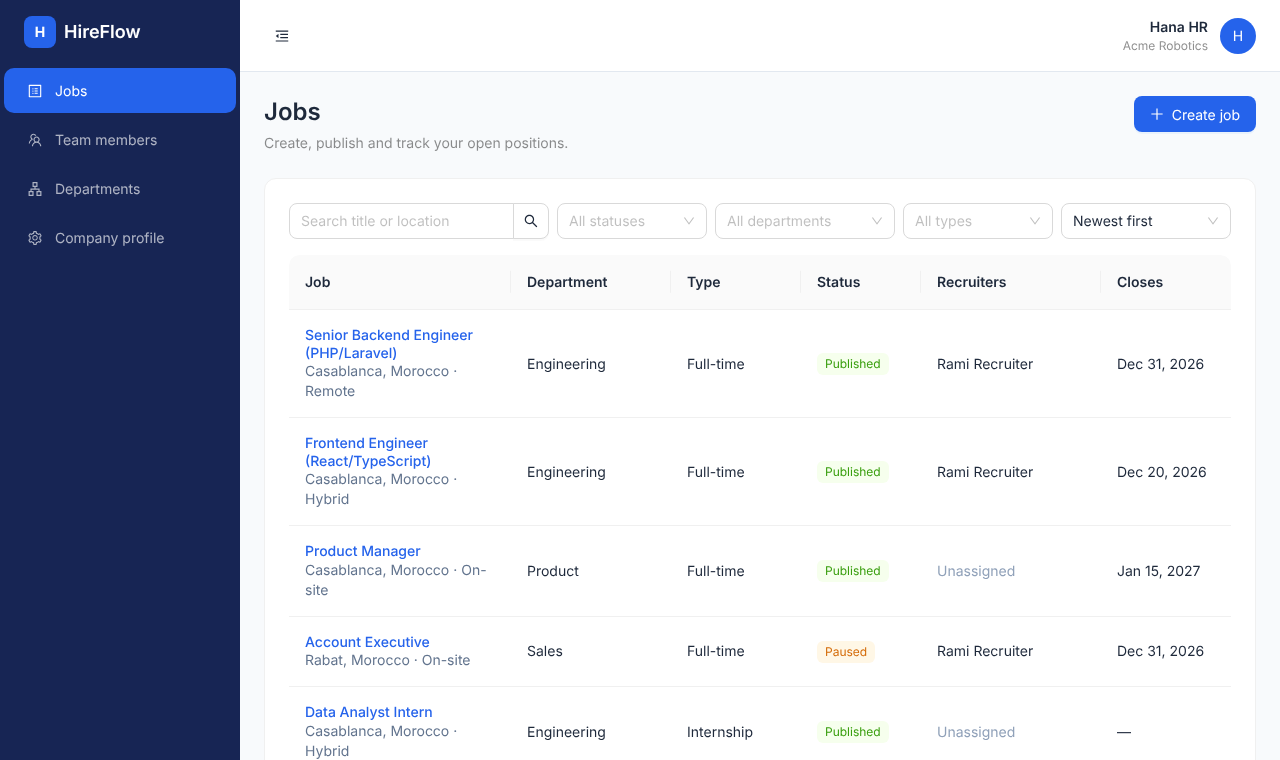 H HireFlow
Hana HR
Acme Robotics
H
Jobs
Team members
Departments
Company profile
Jobs
Create, publish and track your open positions.
Create job
Search title or location All statuses All departments All types Newest first
Job Department Type Status Recruiters Closes
Senior Backend Engineer
(PHP/Laravel)
Casablanca, Morocco ·
Remote
Engineering Full-time Published Rami Recruiter Dec 31, 2026
Frontend Engineer
(React/TypeScript)
Casablanca, Morocco ·
Hybrid
Engineering Full-time Published Rami Recruiter Dec 20, 2026
Product Manager
Casablanca, Morocco · On-
site
Product Full-time Published Unassigned Jan 15, 2027
Account Executive
Rabat, Morocco · On-site
Sales Full-time Paused Rami Recruiter Dec 31, 2026
Data Analyst Intern
Casablanca, Morocco ·
Hybrid
Engineering Internship Published Unassigned —